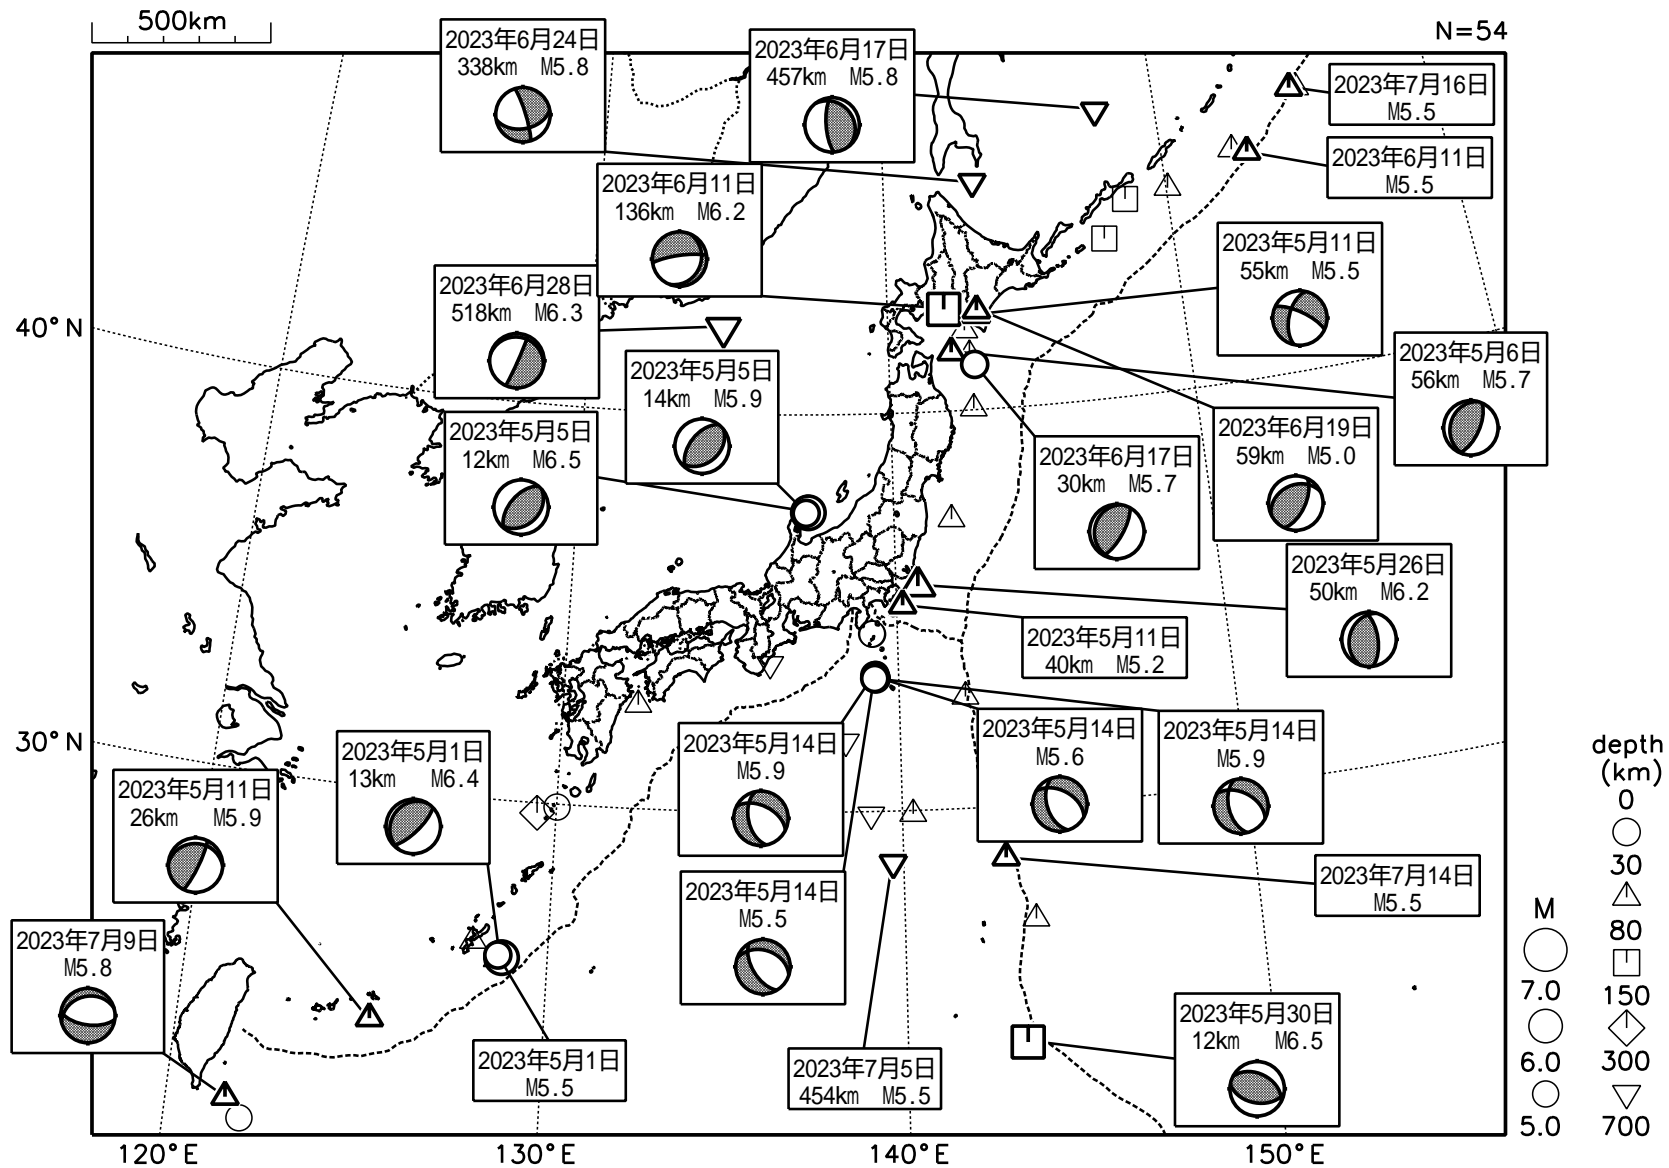 500km
N=54
2023年6月24日
338km M5.8
2023年6月17日
457km M5.8
2023年7月16日
M5.5
2023年6月11日
M5.5
2023年6月11日
136km M6.2
2023年5月11日
55km M5.5
2023年6月28日
518km M6.3
40°N
2023年5月6日
56km M5.7
2023年5月5日
14km M5.9
2023年5月5日
12km M6.5
2023年6月19日
59km M5.0
2023年6月17日
30km M5.7
2023年5月26日
50km M6.2
2023年5月11日
40km M5.2
30°N
2023年5月1日
13km M6.4
2023年5月14日
M5.9
2023年5月14日
M5.6
2023年5月14日
M5.9
2023年5月11日
26km M5.9
2023年7月14日
M5.5
2023年5月14日
M5.5
2023年7月9日
M5.8
2023年5月30日
12km M6.5
2023年5月1日
M5.5
2023年7月5日
454km M5.5
120°E
130°E
140°E
150°E
M
7.0
6.0
5.0
depth
(km)
0
30
80
150
300
700